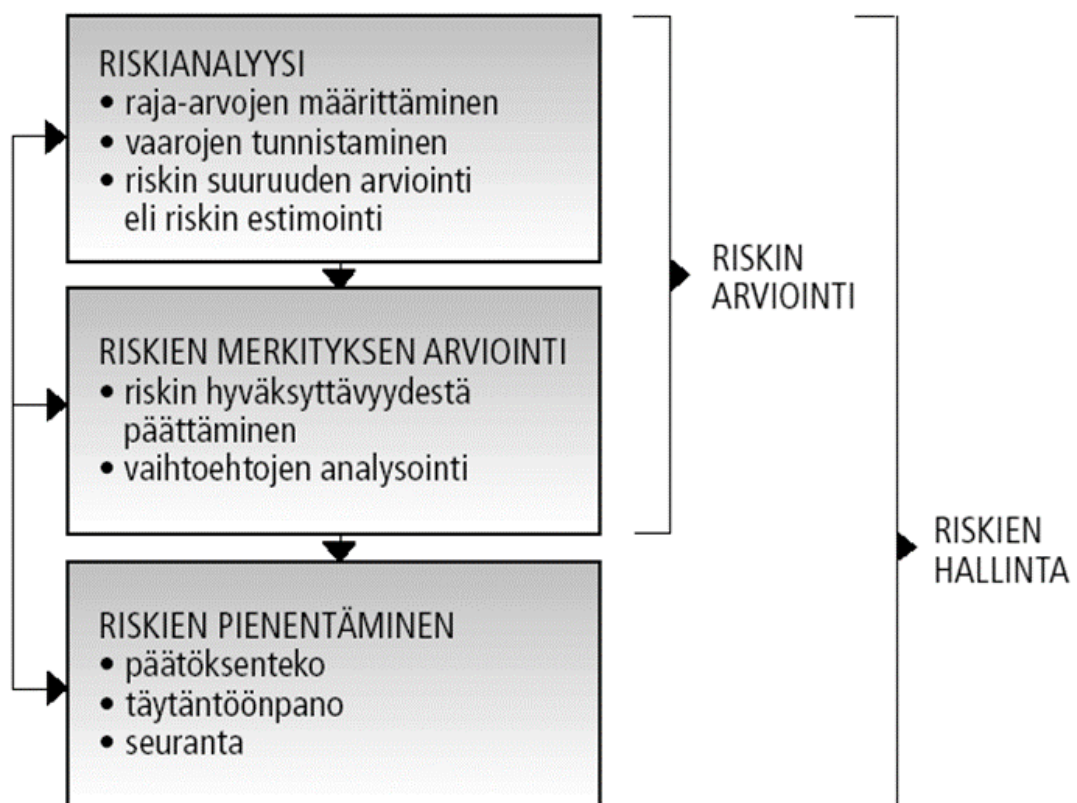 RISKIANALYYSI
• raja-arvojen määrittäminen
• vaarojen tunnistaminen
• riskin suuruuden arviointi
eli riskin estimointi
RISKIEN MERKITYKSEN ARVIOINTI
• riskin hyväksyttävyydestä
päättäminen
• vaihtoehtojen analysointi
RISKIEN PIENENTÄMINEN
• päätöksenteko
• täytäntöönpano
• seuranta
RISKIN
ARVIOINTI
RISKIEN
HALLINTA